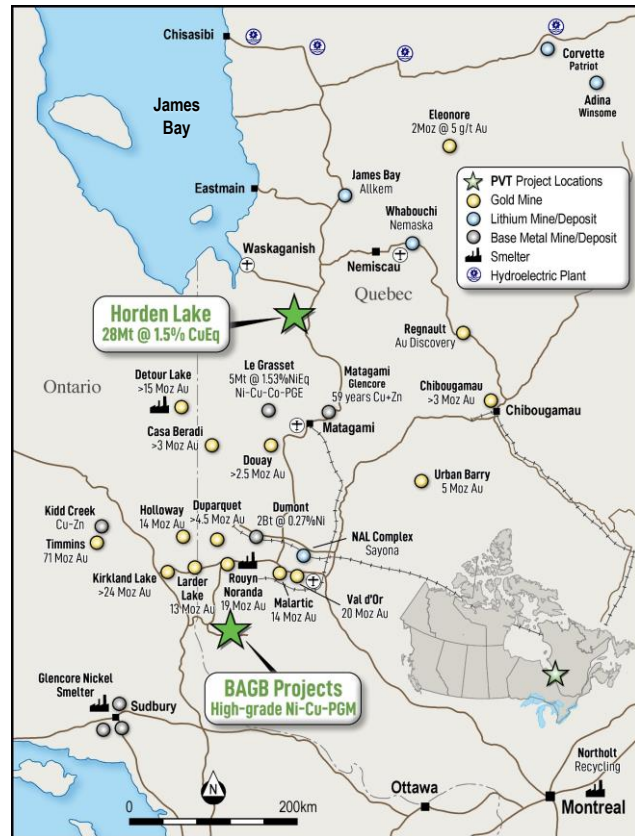 Chisasibi
Corvette
Patriot
Adina
Winsome
James
Bay
Eleonore
2Moz @ 5 g/t Au
PVT Project Locations
Gold Mine
Lithium Mine/Deposit
Base Metal Mine/Deposit
Smelter
Hydroelectric Plant
James Bay
Allkem
Eastmain
Whabouchi
Nemaska
Waskaganish
Nemiscau
Quebec
Horden Lake
28Mt @ 1.5% CuEq
Regnault
Au Discovery
Ontario
Detour Lake
>15 Moz Au
Le Grasset
5Mt @ 1.53%NiEq
Ni-Cu-Co-PGE
Matagami
Glencore
59 years Cu+Zn
Chibougamau
>3 Moz Au
Chibougamau
Matagami
Casa Beradi
>3 Moz Au
Douay
>2.5 Moz Au
Urban Barry
5 Moz Au
Kidd Creek
Cu-Zn
Timmins
71 Moz Au
Holloway
14 Moz Au
Duparquet
>4.5 Moz Au
Dumont
2Bt @ 0.27%Ni
NAL Complex
Sayona
Kirkland Lake
>24 Moz Au
Larder
Lake
13 Moz Au
Rouyn
Noranda
19 Moz Au
Malartic
14 Moz Au
Val d'Or
20 Moz Au
BAGB Projects
High-grade Ni-Cu-PGM
Glencore Nickel
Smelter
Sudbury
Northolt
Recycling
Ottawa
Montreal
N
0
200km